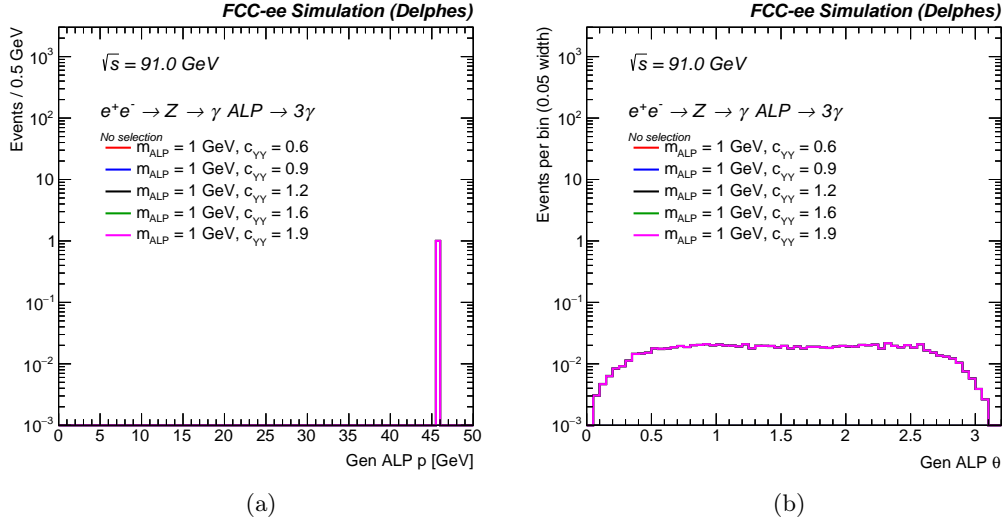 FCC-ee Simulation (Delphes)
Events / 0.5 GeV
10³
10²
10
1
10⁻¹
10⁻²
10⁻³
√s = 91.0 GeV
e⁺e⁻ → Z → γ ALP → 3γ
No selection
m_ALP = 1 GeV, c_YY = 0.6
m_ALP = 1 GeV, c_YY = 0.9
m_ALP = 1 GeV, c_YY = 1.2
m_ALP = 1 GeV, c_YY = 1.6
m_ALP = 1 GeV, c_YY = 1.9
0 5 10 15 20 25 30 35 40 45 50
Gen ALP p [GeV]
(a)
FCC-ee Simulation (Delphes)
Events per bin (0.05 width)
10³
10²
10
1
10⁻¹
10⁻²
10⁻³
√s = 91.0 GeV
e⁺e⁻ → Z → γ ALP → 3γ
No selection
m_ALP = 1 GeV, c_YY = 0.6
m_ALP = 1 GeV, c_YY = 0.9
m_ALP = 1 GeV, c_YY = 1.2
m_ALP = 1 GeV, c_YY = 1.6
m_ALP = 1 GeV, c_YY = 1.9
0 0.5 1 1.5 2 2.5 3
Gen ALP θ
(b)